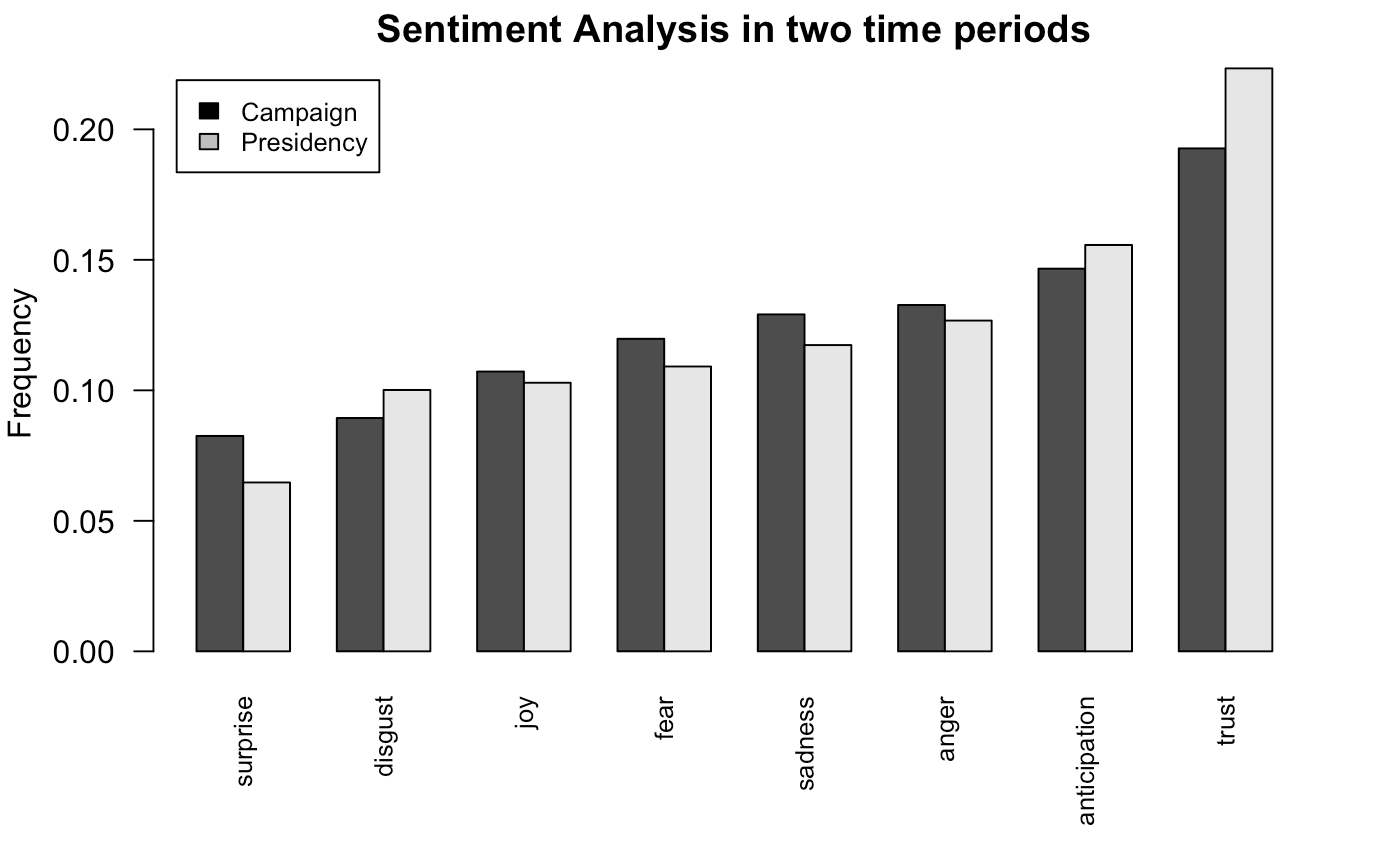 Sentiment Analysis in two time periods
Campaign
Presidency
Frequency
0.20
0.15
0.10
0.05
0.00
surprise
disgust
joy
fear
sadness
anger
anticipation
trust